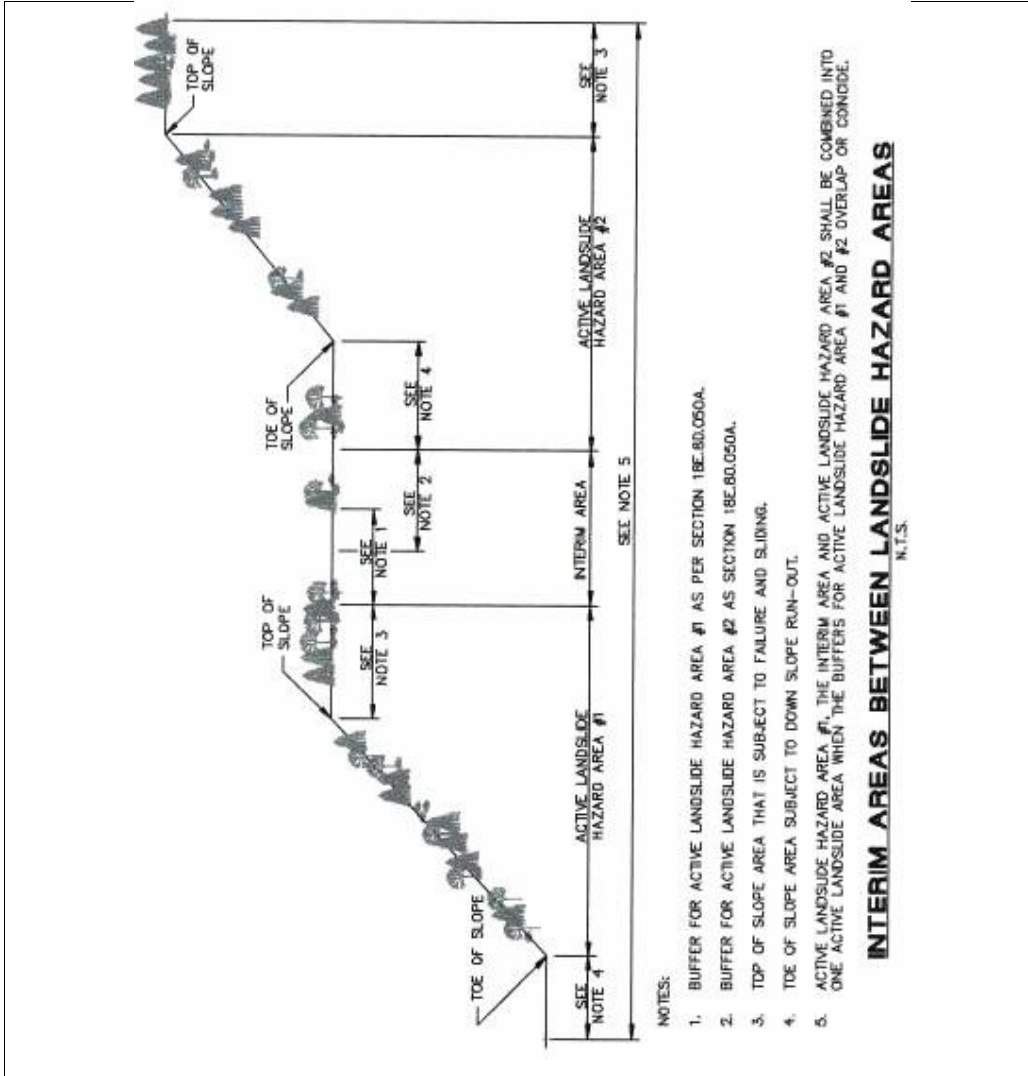 TOP OF
SLOPE
SEE
NOTE 3
ACTIVE LANDSLIDE
HAZARD AREA #2
TOE OF
SLOPE
SEE
NOTE 4
SEE
NOTE 2
SEE
NOTE 1
INTERIM AREA
SEE NOTE 5
TOP OF
SLOPE
SEE
NOTE 3
ACTIVE LANDSLIDE
HAZARD AREA #1
TOE OF SLOPE
SEE
NOTE 4
NOTES:
1. BUFFER FOR ACTIVE LANDSLIDE HAZARD AREA #1 AS PER SECTION 18E.80.050A.
2. BUFFER FOR ACTIVE LANDSLIDE HAZARD AREA #2 AS SECTION 18E.80.050A.
3. TOP OF SLOPE AREA THAT IS SUBJECT TO FAILURE AND SLIDING.
4. TOE OF SLOPE AREA SUBJECT TO DOWN SLOPE RUN-OUT.
5. ACTIVE LANDSLIDE HAZARD AREA #1, THE INTERIM AREA AND ACTIVE LANDSLIDE HAZARD AREA #2 SHALL BE COMBINED INTO
ONE ACTIVE LANDSLIDE AREA WHEN THE BUFFERS FOR ACTIVE LANDSLIDE HAZARD AREA #1 AND #2 OVERLAP OR COINCIDE.
INTERIM AREAS BETWEEN LANDSLIDE HAZARD AREAS
N.T.S.